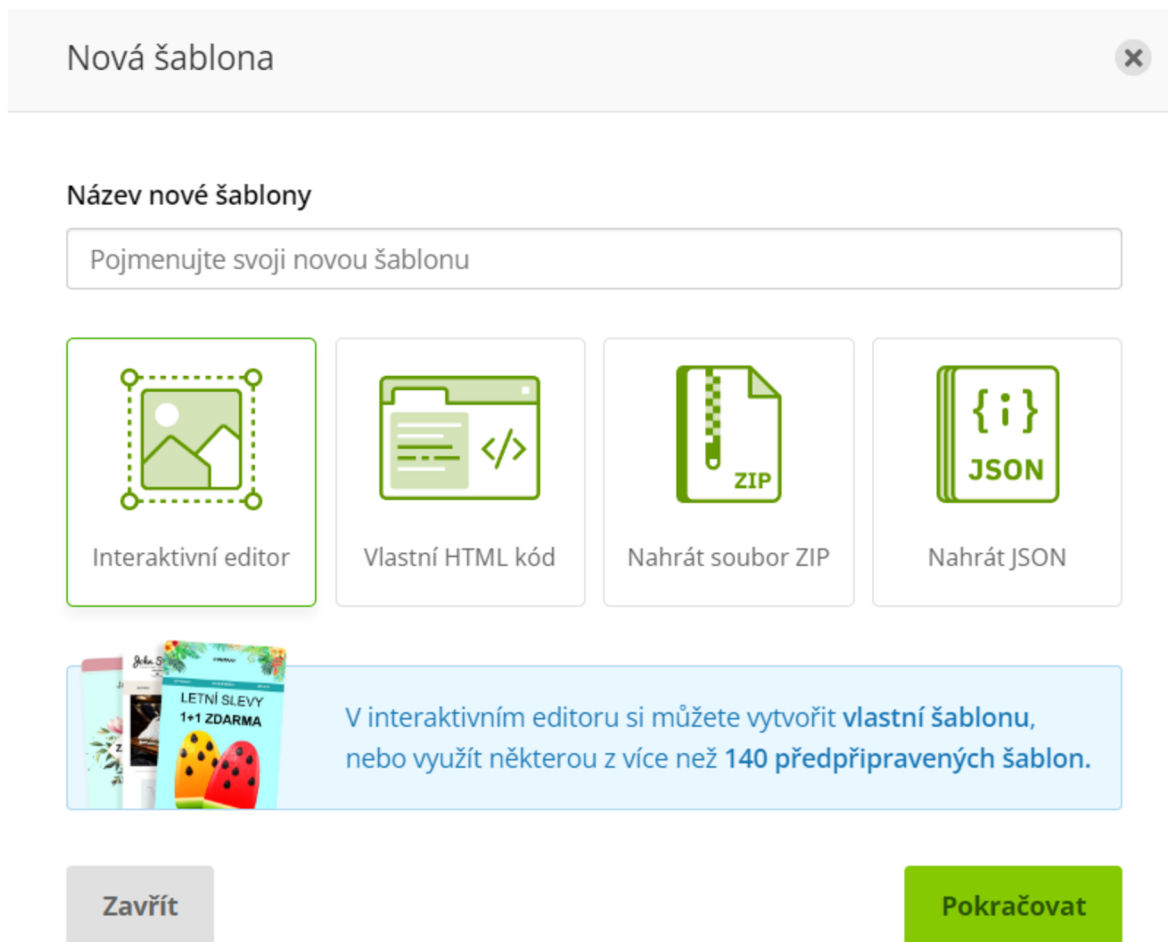 Nová šablona
Název nové šablony
Pojmenujte svoji novou šablonu
ZIP
{i}
JSON
Interaktivní editor
Vlastní HTML kód
Nahrát soubor ZIP
Nahrát JSON
LETNÍ SLEVY
1+1 ZDARMA
V interaktivním editoru si můžete vytvořit vlastní šablonu,
nebo využít některou z více než 140 předpřipravených šablon.
Zavřít
Pokračovat